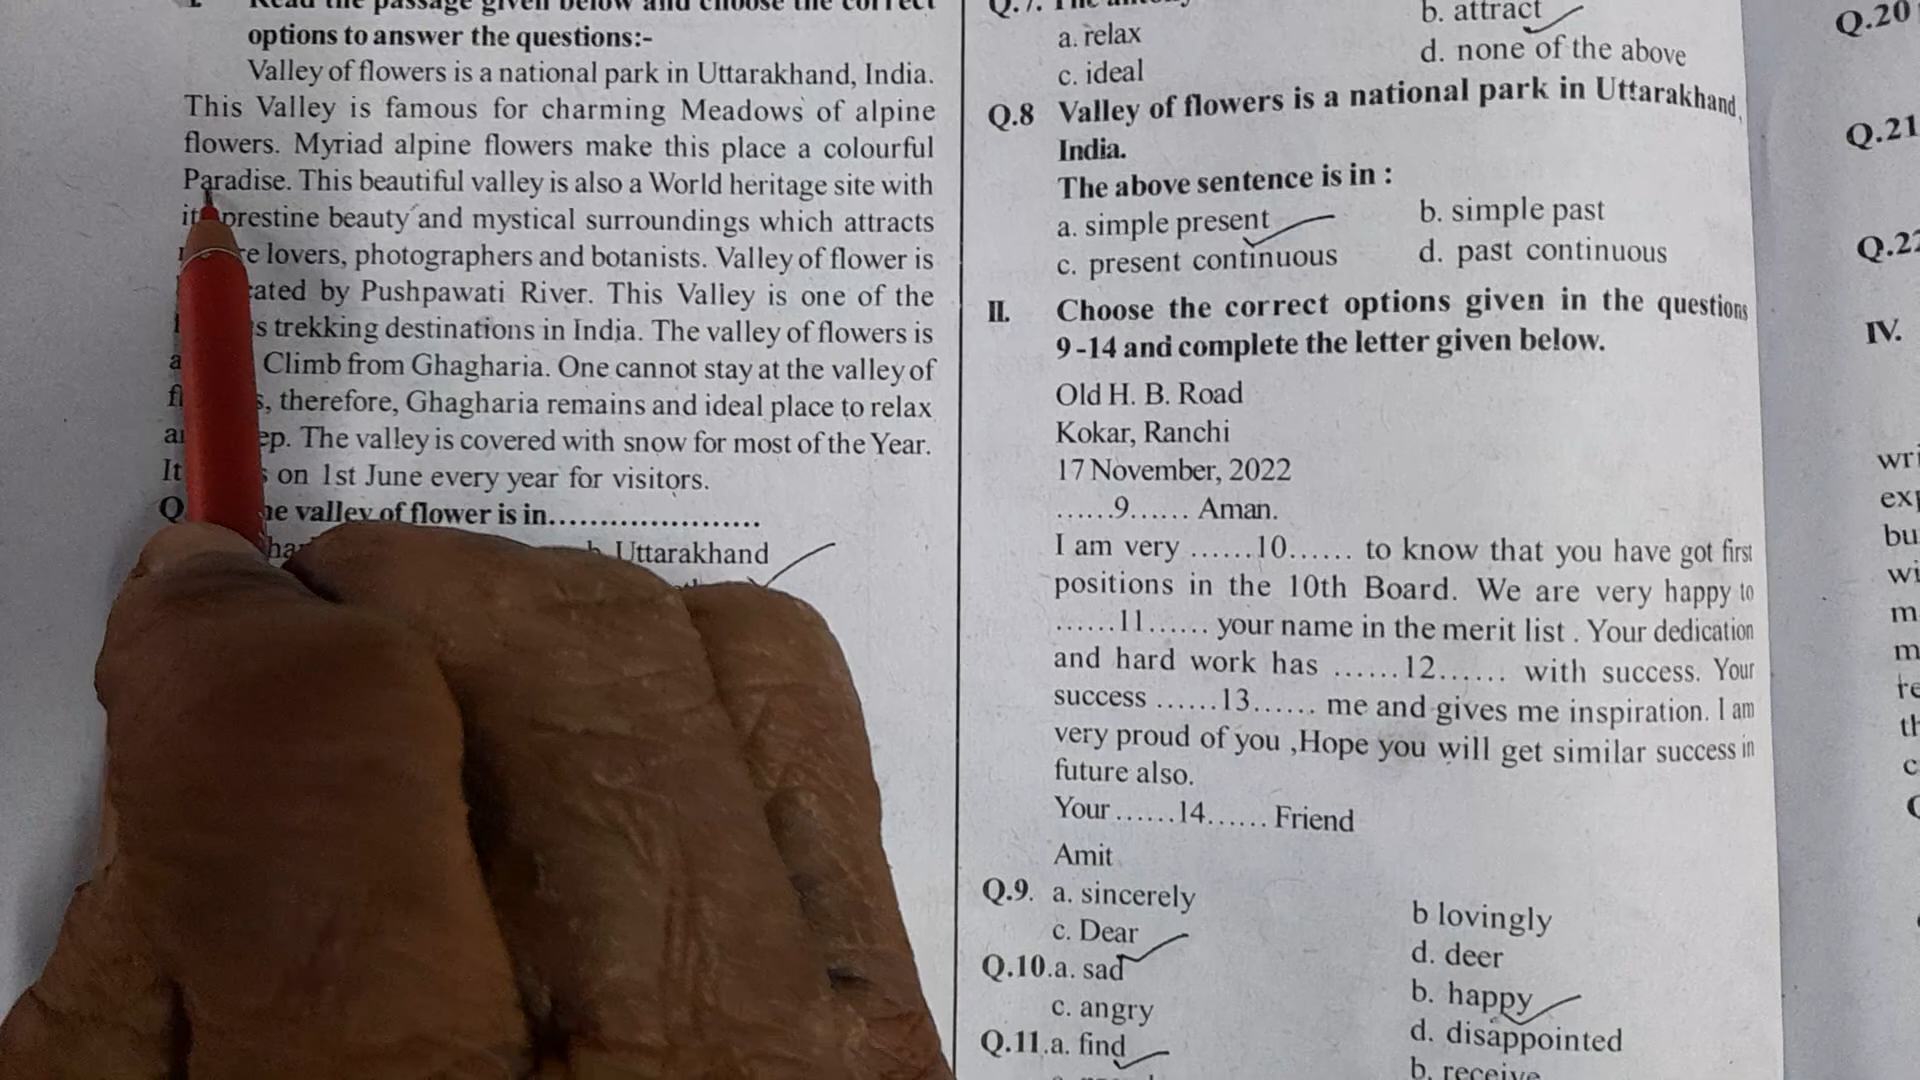 Read the passage given below and choose the correct
options to answer the questions:-
Valley of flowers is a national park in Uttarakhand, India.
This Valley is famous for charming Meadows of alpine
flowers. Myriad alpine flowers make this place a colourful
Paradise. This beautiful valley is also a World heritage site with
prestine beauty and mystical surroundings which attracts
lovers, photographers and botanists. Valley of flower is
by Pushpawati River. This Valley is one of the
trekking destinations in India. The valley of flowers is
Climb from Ghagharia. One cannot stay at the valley of
therefore, Ghagharia remains and ideal place to relax
The valley is covered with snow for most of the Year.
It on 1st June every year for visitors.
valley of flower is in.....................
Uttarakhand
Q.7. The
a. relax
b. attract
c. ideal
d. none of the above
Q.8 Valley of flowers is a national park in Uttarakhand,
India.
The above sentence is in :
a. simple present
b. simple past
c. present continuous
d. past continuous
II. Choose the correct options given in the questions
9 -14 and complete the letter given below.
Old H. B. Road
Kokar, Ranchi
17 November, 2022
......9...... Aman.
I am very ......10...... to know that you have got first
positions in the 10th Board. We are very happy to
......11...... your name in the merit list . Your dedication
and hard work has ......12...... with success. Your
success ......13...... me and gives me inspiration. I am
very proud of you ,Hope you will get similar success in
future also.
Your ......14...... Friend
Amit
Q.9. a. sincerely
b lovingly
c. Dear
d. deer
Q.10.a. sad
b. happy
c. angry
d. disappointed
Q.11.a. find
b. receive
Q.20
Q.21
IV.